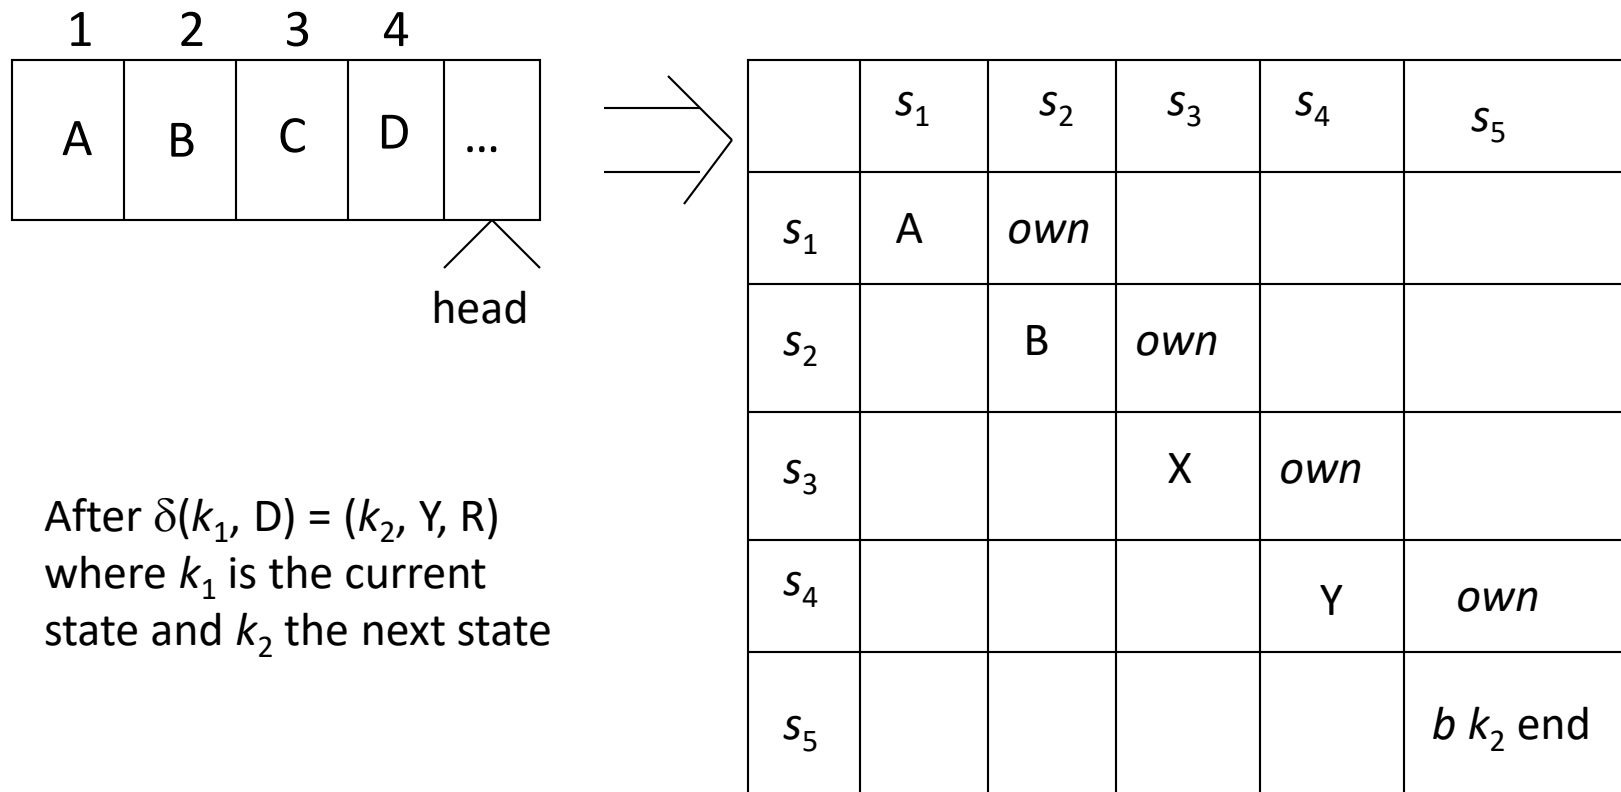 1 2 3 4
A B C D ...
head
After δ(k₁, D) = (k₂, Y, R)
where k₁ is the current
state and k₂ the next state
s₁ s₂ s₃ s₄ s₅
s₁ A own
s₂ B own
s₃ X own
s₄ Y own
s₅ b k₂ end